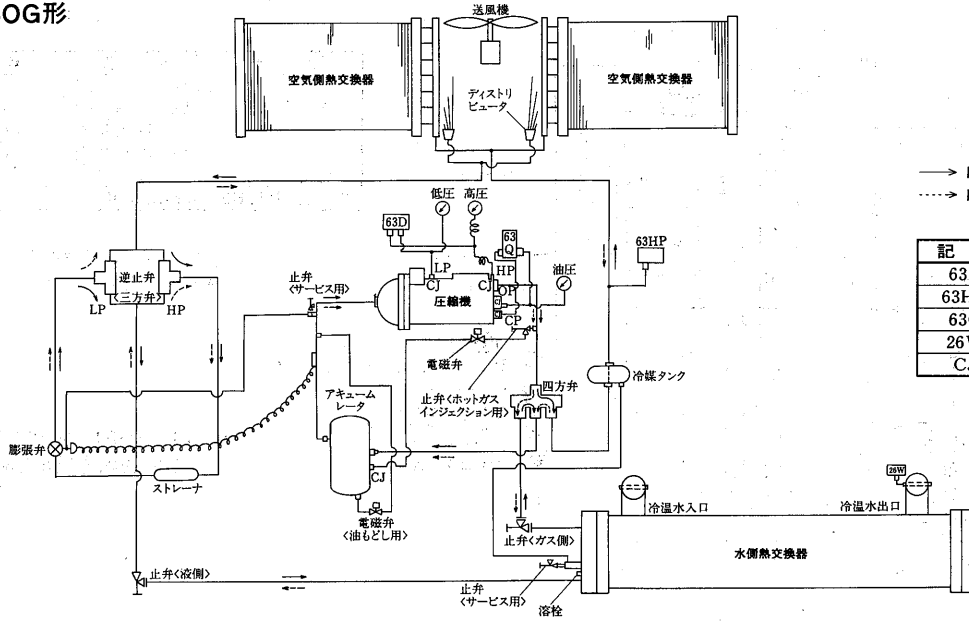 OG形
送風機
空気側熱交換器
空気側熱交換器
ディストリ
ビュータ
低圧
高圧
63D
63
Q
63HP
油圧
LP
HP
CJ
CJ
OP
CP
圧縮機
逆止弁
〈三方弁〉
LP
HP
止弁
〈サービス用〉
記
63
63H
63
26W
C
電磁弁
止弁〈ホットガス
インジェクション用〉
四方弁
冷媒タンク
アキューム
レータ
膨張弁
ストレーナ
CJ
電磁弁
〈油もどし用〉
26W
冷温水入口
冷温水出口
止弁〈ガス側〉
水側熱交換器
止弁〈液側〉
止弁
〈サービス用〉
溶栓